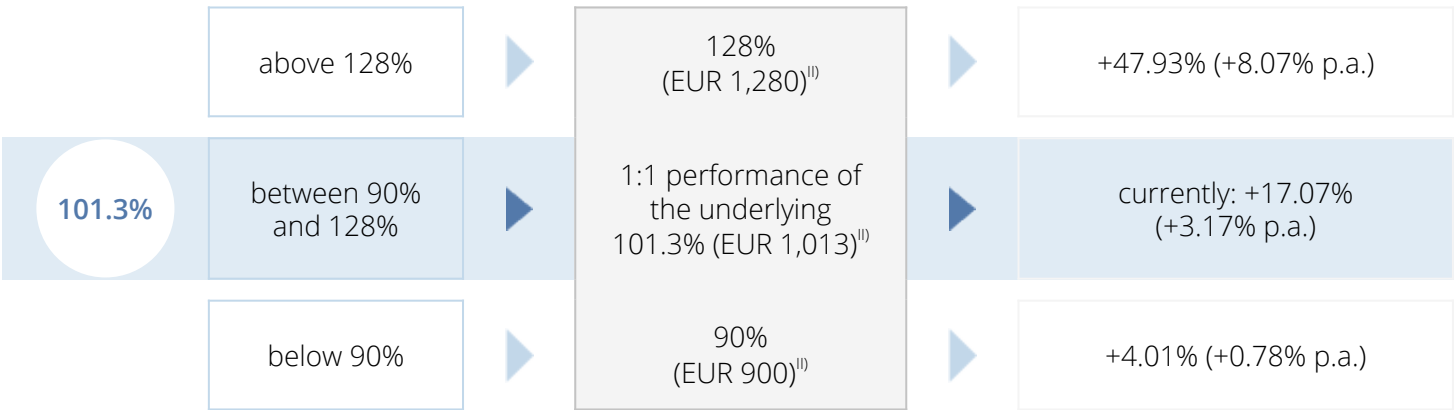 above 128%
128%
(EUR 1,280)II)
+47.93% (+8.07% p.a.)
101.3%
between 90%
and 128%
1:1 performance of
the underlying
101.3% (EUR 1,013)II)
currently: +17.07%
(+3.17% p.a.)
below 90%
90%
(EUR 900)II)
+4.01% (+0.78% p.a.)